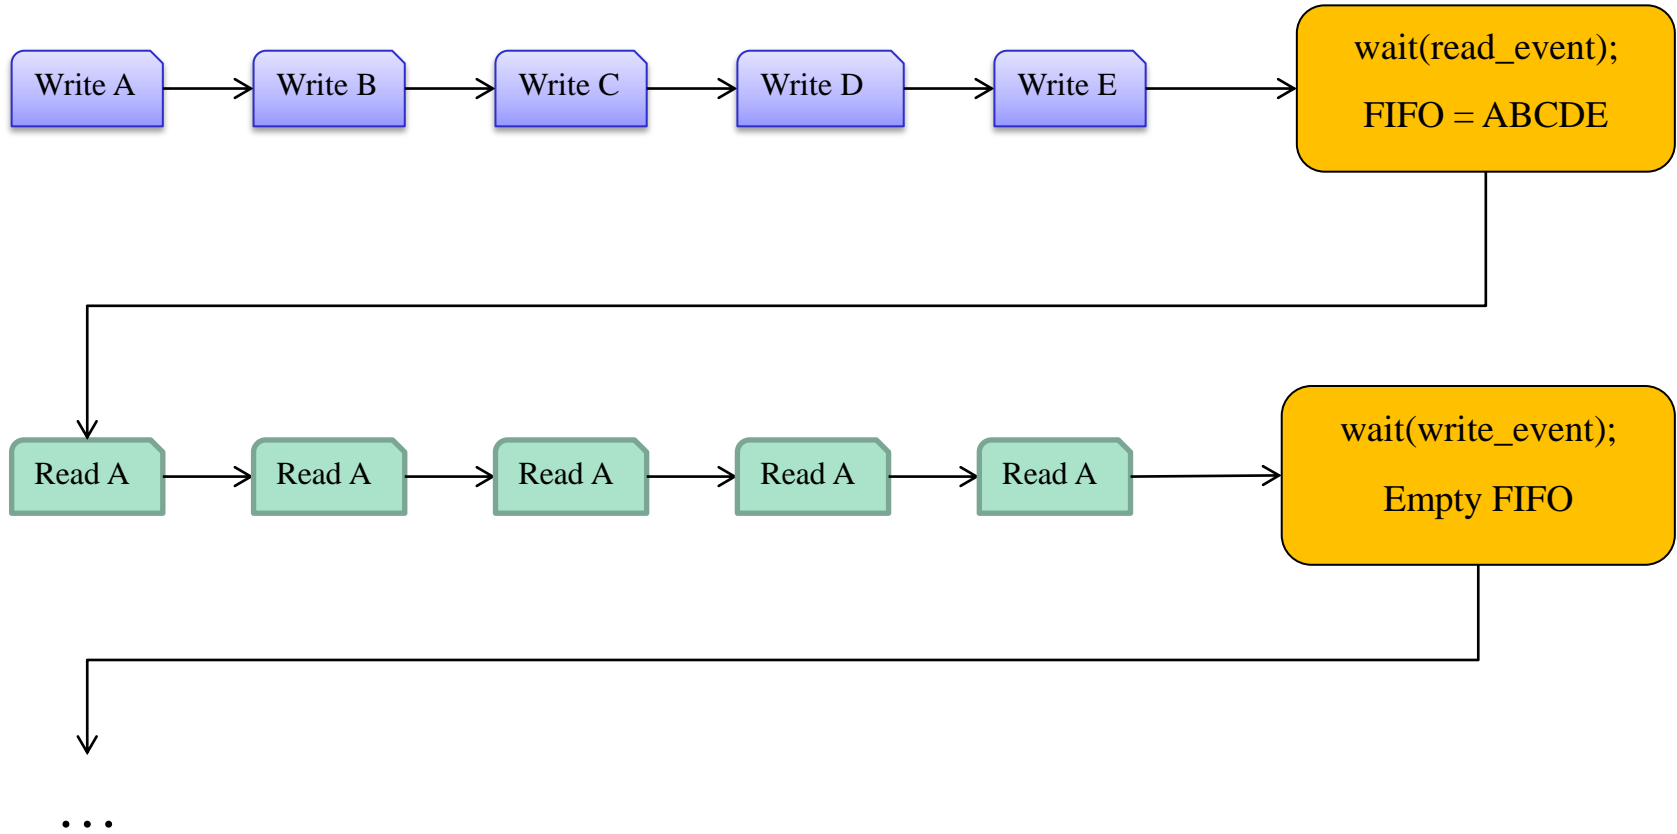 Write A
Write B
Write C
Write D
Write E
wait(read_event);
FIFO = ABCDE
Read A
Read A
Read A
Read A
Read A
wait(write_event);
Empty FIFO
...